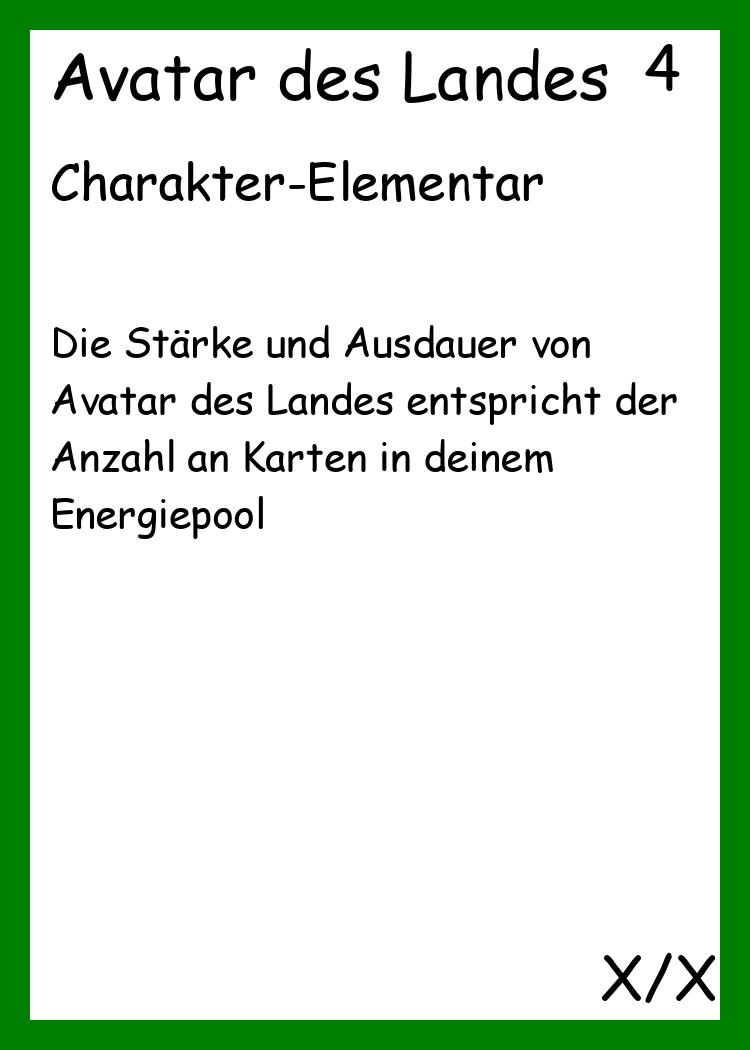 Avatar des Landes 4
Charakter-Elementar
Die Stärke und Ausdauer von
Avatar des Landes entspricht der
Anzahl an Karten in deinem
Energiepool
X/X